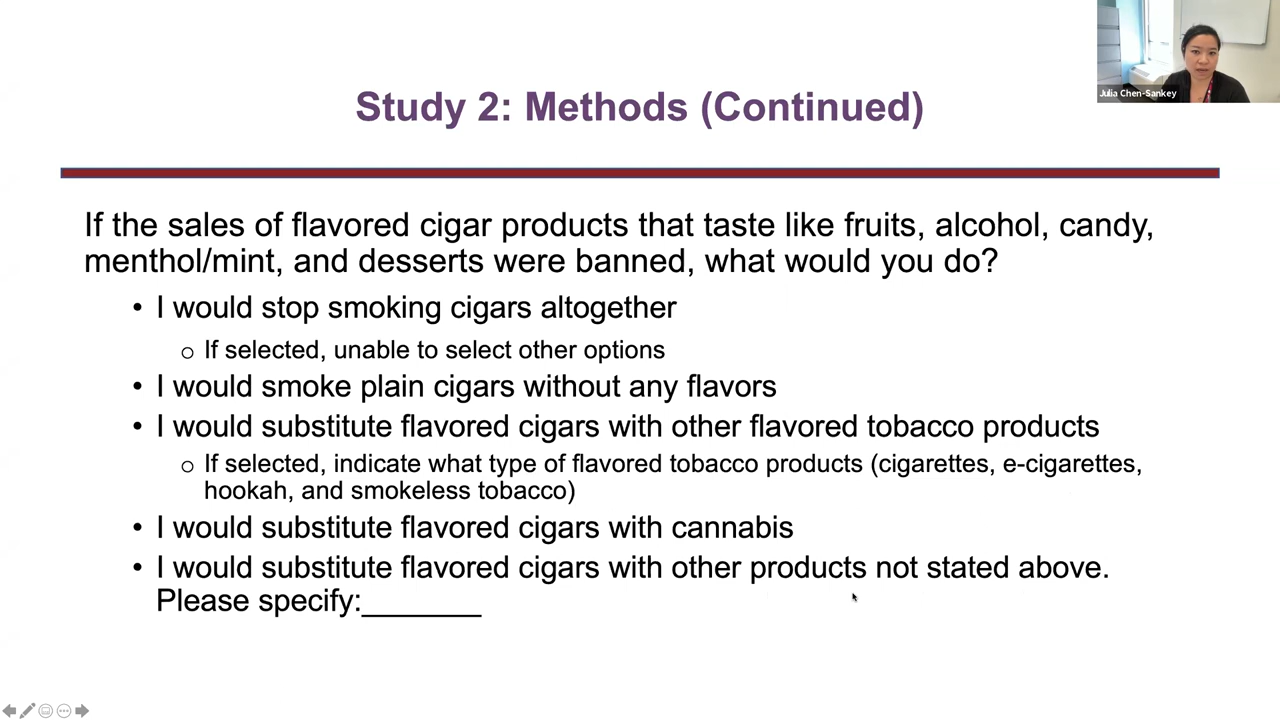 Julia Chen-Sankey
Study 2: Methods (Continued)
If the sales of flavored cigar products that taste like fruits, alcohol, candy,
menthol/mint, and desserts were banned, what would you do?
• I would stop smoking cigars altogether
o If selected, unable to select other options
• I would smoke plain cigars without any flavors
• I would substitute flavored cigars with other flavored tobacco products
o If selected, indicate what type of flavored tobacco products (cigarettes, e-cigarettes,
hookah, and smokeless tobacco)
• I would substitute flavored cigars with cannabis
• I would substitute flavored cigars with other products not stated above.
Please specify:_______